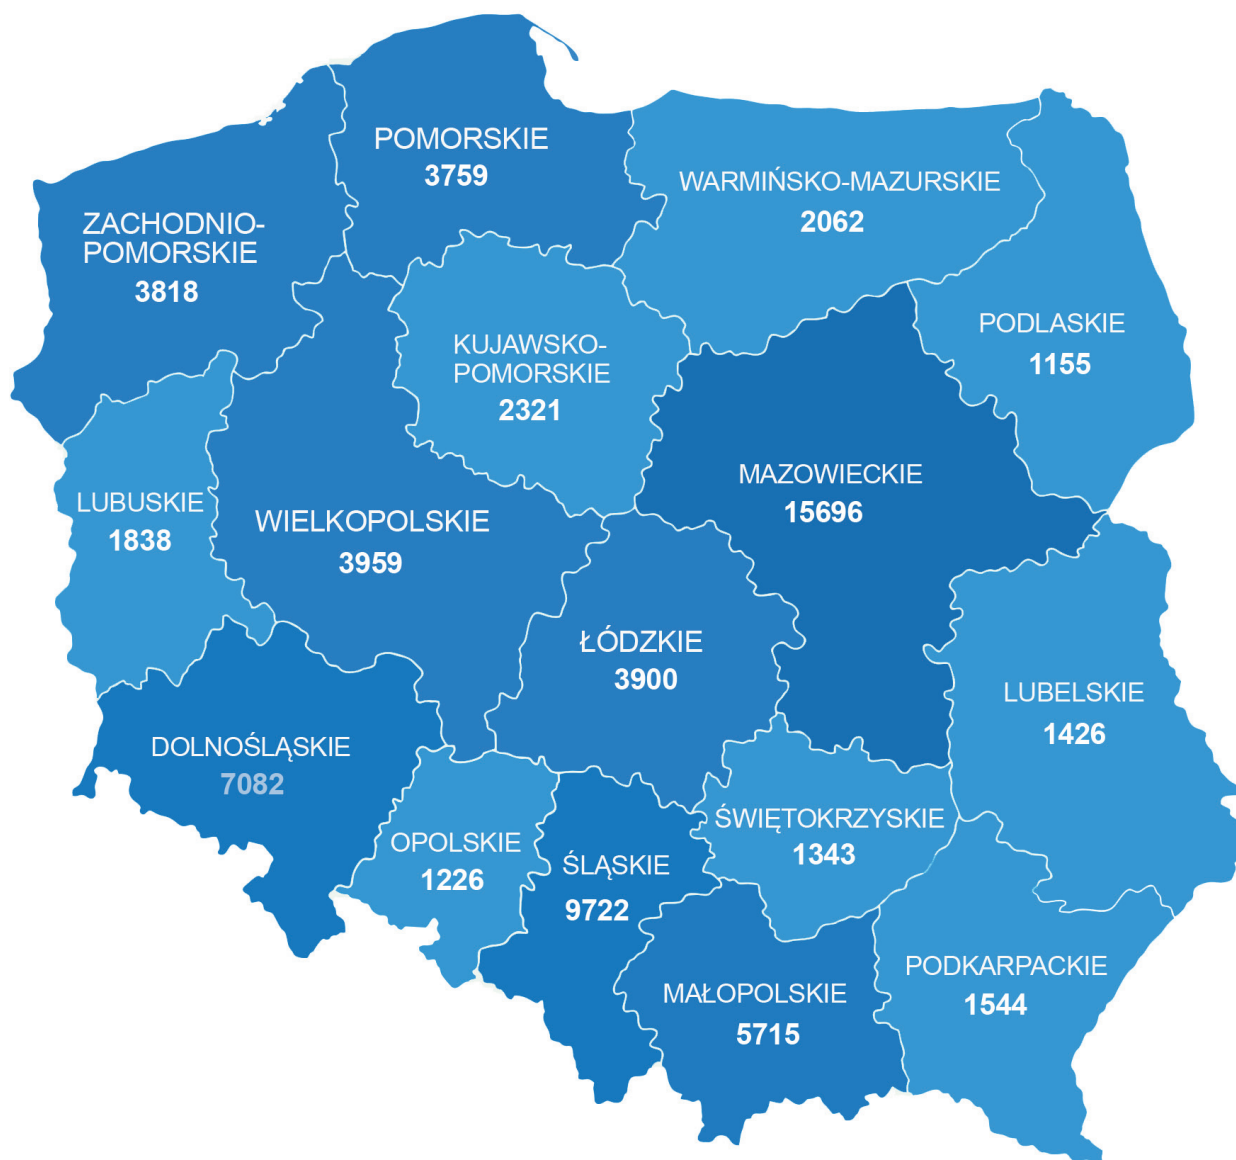 POMORSKIE
3759
WARMIŃSKO-MAZURSKIE
2062
ZACHODNIO-
POMORSKIE
3818
PODLASKIE
1155
KUJAWSKO-
POMORSKIE
2321
MAZOWIECKIE
15696
LUBUSKIE
1838
WIELKOPOLSKIE
3959
ŁÓDZKIE
3900
LUBELSKIE
1426
DOLNOŚLĄSKIE
7082
OPOLSKIE
1226
ŚLĄSKIE
9722
ŚWIĘTOKRZYSKIE
1343
MAŁOPOLSKIE
5715
PODKARPACKIE
1544